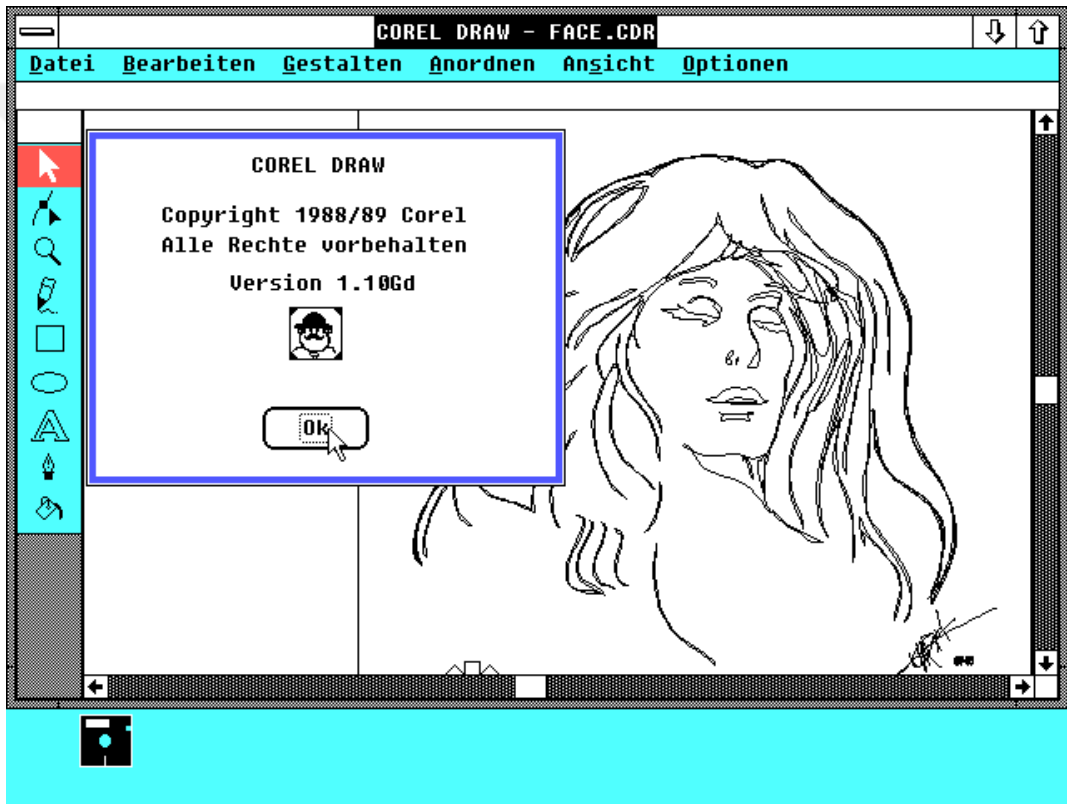 COREL DRAW - FACE.CDR
Datei Bearbeiten Gestalten Anordnen Ansicht Optionen
COREL DRAW
Copyright 1988/89 Corel
Alle Rechte vorbehalten
Version 1.10Gd
Ok